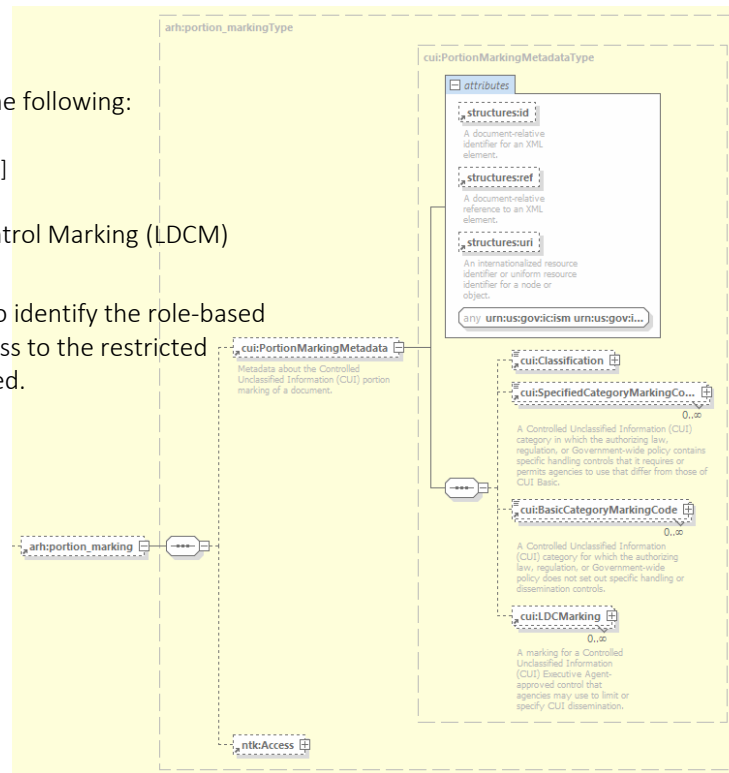 arh:portion_markingType
cui:PortionMarkingMetadataType
attributes
structures:id
A document-relative
identifier for an XML
element.
structures:ref
A document-relative
reference to an XML
element.
structures:uri
An internationalized resource
identifier or uniform resource
identifier for a node or
object.
any urn:us:gov:ic:ism urn:us:gov:i...
following:
]
Control Marking (LDCM)
identify the role-based
to the restricted
cui:PortionMarkingMetadata
Metadata about the Controlled
Unclassified Information (CUI) portion
marking of a document.
cui:Classification
cui:SpecifiedCategoryMarkingCo...
0..∞
A Controlled Unclassified Information (CUI)
category in which the authorizing law,
regulation, or Government-wide policy contains
specific handling controls that it requires or
permits agencies to use that differ from those of
CUI Basic.
cui:BasicCategoryMarkingCode
0..∞
A Controlled Unclassified Information
(CUI) category for which the authorizing
law, regulation, or Government-wide
policy does not set out specific handling or
dissemination controls.
arh:portion_marking
cui:LDCMarking
0..∞
A marking for a Controlled
Unclassified Information
(CUI) Executive Agent-
approved control that
agencies may use to limit or
specify CUI dissemination.
ntk:Access